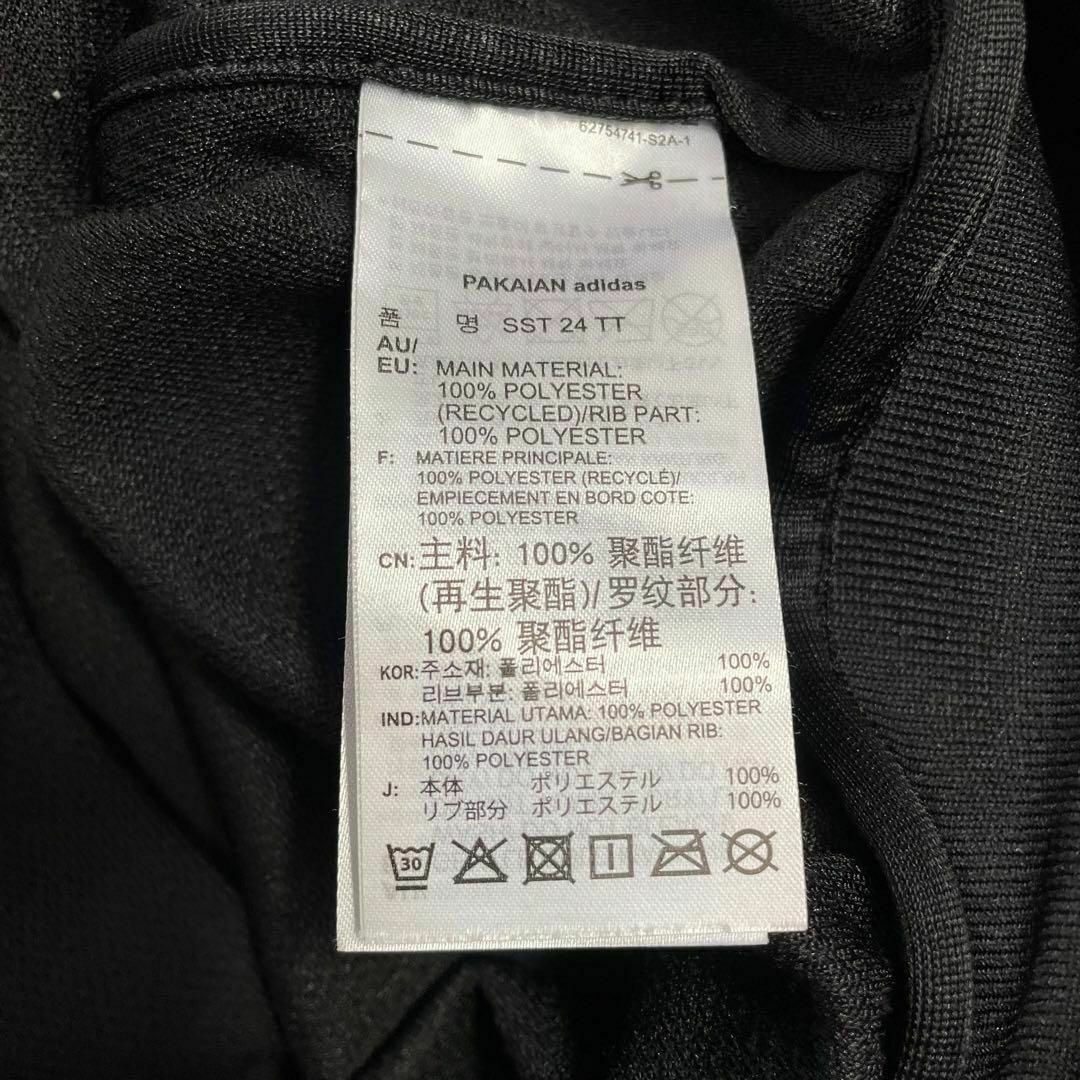 62754741-S2A-1
PAKAIAN adidas
품 명 SST 24 TT
AU/
EU: MAIN MATERIAL:
100% POLYESTER
(RECYCLED)/RIB PART:
100% POLYESTER
F: MATIERE PRINCIPALE:
100% POLYESTER (RECYCLÉ)/
EMPIECEMENT EN BORD COTE:
100% POLYESTER
CN: 主料: 100% 聚酯纤维
(再生聚酯)/罗纹部分:
100% 聚酯纤维
KOR: 주소재: 폴리에스터 100%
리브부분: 폴리에스터 100%
IND: MATERIAL UTAMA: 100% POLYESTER
HASIL DAUR ULANG/BAGIAN RIB:
100% POLYESTER
J: 本体 ポリエステル 100%
リブ部分 ポリエステル 100%
30